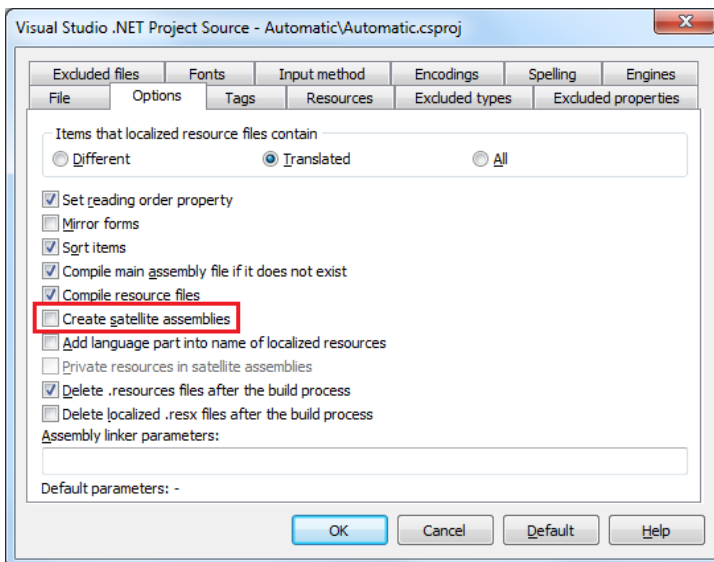 Visual Studio .NET Project Source - Automatic\Automatic.csproj
Excluded files Fonts Input method Encodings Spelling Engines
File Options Tags Resources Excluded types Excluded properties
Items that localized resource files contain
Different Translated All
Set reading order property
Mirror forms
Sort items
Compile main assembly file if it does not exist
Compile resource files
Create satellite assemblies
Add language part into name of localized resources
Private resources in satellite assemblies
Delete .resources files after the build process
Delete localized .resx files after the build process
Assembly linker parameters:
Default parameters: -
OK Cancel Default Help